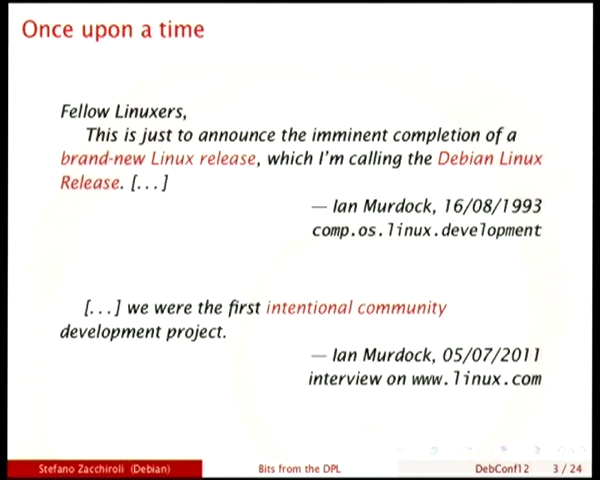 Once upon a time
Fellow Linuxers,
This is just to announce the imminent completion of a
brand-new Linux release, which I'm calling the Debian Linux
Release. [...]
— Ian Murdock, 16/08/1993
comp.os.linux.development
[...] we were the first intentional community
development project.
— Ian Murdock, 05/07/2011
interview on www.linux.com
Stefano Zacchiroli (Debian) Bits from the DPL DebConf12 3 / 24